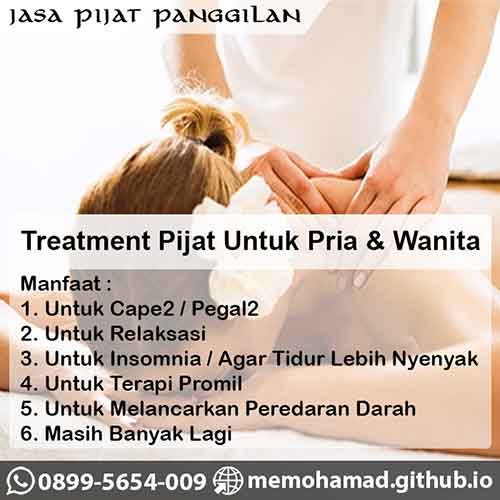 JASA PIJAT PANGGILAN
Treatment Pijat Untuk Pria & Wanita
Manfaat :
1. Untuk Cape2 / Pegal2
2. Untuk Relaksasi
3. Untuk Insomnia / Agar Tidur Lebih Nyenyak
4. Untuk Terapi Promil
5. Untuk Melancarkan Peredaran Darah
6. Masih Banyak Lagi
0899-5654-009 memohamad.github.io